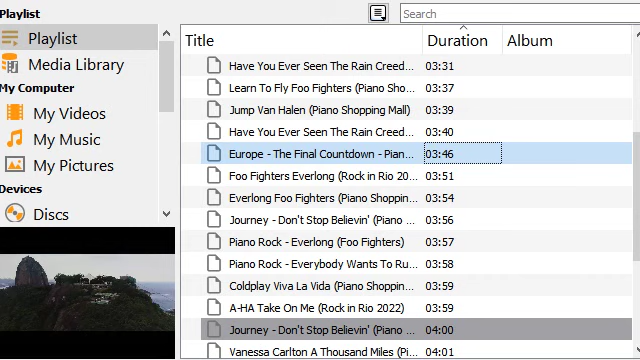 Playlist
Search
Playlist
Media Library
My Computer
My Videos
My Music
My Pictures
Devices
Discs
Title Duration Album
Have You Ever Seen The Rain Creed... 03:31
Learn To Fly Foo Fighters (Piano Sho... 03:37
Jump Van Halen (Piano Shopping Mall) 03:39
Have You Ever Seen The Rain Creed... 03:40
Europe - The Final Countdown - Pian... 03:46
Foo Fighters Everlong (Rock in Rio 20... 03:51
Everlong Foo Fighters (Piano Shoppin... 03:54
Journey - Don't Stop Believin' (Piano ... 03:56
Piano Rock - Everlong (Foo Fighters) 03:57
Piano Rock - Everybody Wants To Ru... 03:58
Coldplay Viva La Vida (Piano Shoppi... 03:59
A-HA Take On Me (Rock in Rio 2022) 03:59
Journey - Don't Stop Believin' (Piano ... 04:00
Vanessa Carlton A Thousand Miles (Pi... 04:01